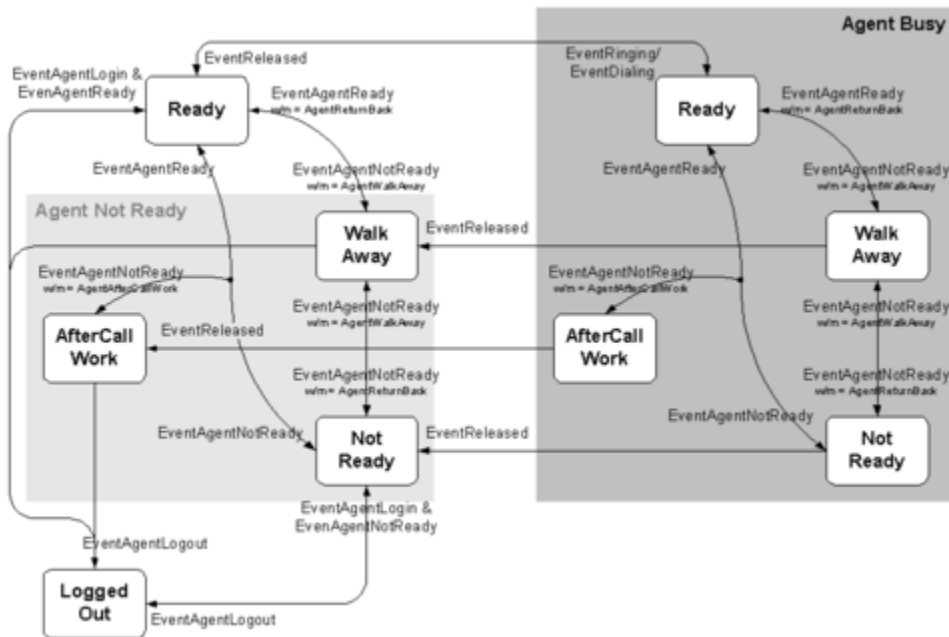 Agent Busy
EventReleased
EventRinging/
EventDialing
EventAgentLogin &
EvenAgentReady
Ready
EventAgentReady
w/m = AgentReturnBack
Ready
EventAgentReady
w/m = AgentReturnBack
EventAgentReady
EventAgentNotReady
w/m = AgentWalkAway
EventAgentReady
EventAgentNotReady
w/m = AgentWalkAway
Agent Not Ready
Walk
Away
EventReleased
Walk
Away
EventAgentNotReady
w/m = AgentAfterCallWork
EventAgentNotReady
w/m = AgentWalkAway
EventAgentNotReady
w/m = AgentAfterCallWork
EventAgentNotReady
w/m = AgentWalkAway
AfterCall
Work
EventReleased
AfterCall
Work
EventAgentNotReady
w/m = AgentReturnBack
EventAgentNotReady
w/m = AgentReturnBack
EventAgentNotReady
Not
Ready
EventReleased
EventAgentNotReady
Not
Ready
EventAgentLogin &
EvenAgentNotReady
EventAgentLogout
Logged
Out
EventAgentLogout